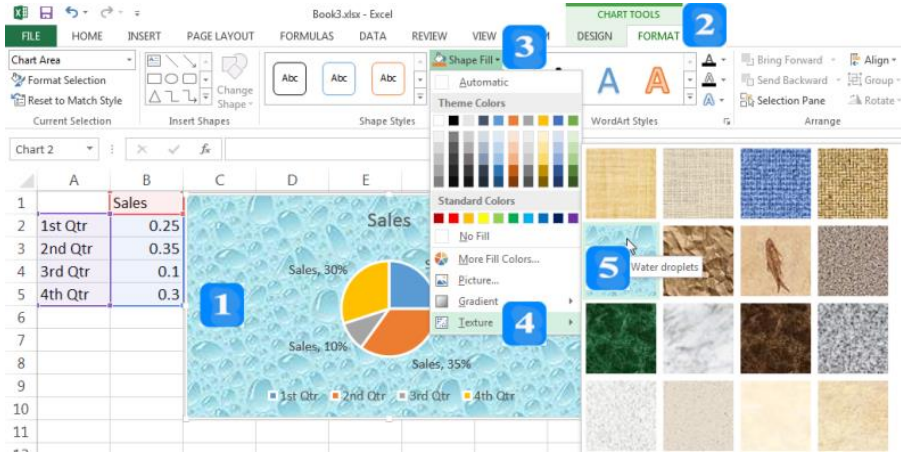 Book3.xlsx - Excel
CHART TOOLS
2
FILE HOME INSERT PAGE LAYOUT FORMULAS DATA REVIEW VIEW DESIGN FORMAT
3
Chart Area
Format Selection
Reset to Match Style
Current Selection
Change
Shape
Insert Shapes
Abc Abc Abc
Shape Styles
Shape Fill
A A A
A
A
WordArt Styles
Bring Forward Align
Send Backward Group
Selection Pane Rotate
Arrange
Automatic
Theme Colors
Standard Colors
No Fill
More Fill Colors...
Picture...
Gradient
Texture
4
Chart 2 fx
A B C D E
1 Sales
2 1st Qtr 0.25
3 2nd Qtr 0.35
4 3rd Qtr 0.1
5 4th Qtr 0.3
6
7
8
9
10
11
Sales
1
Sales, 30%
Sales, 10%
Sales, 35%
1st Qtr 2nd Qtr 3rd Qtr 4th Qtr
5
Water droplets